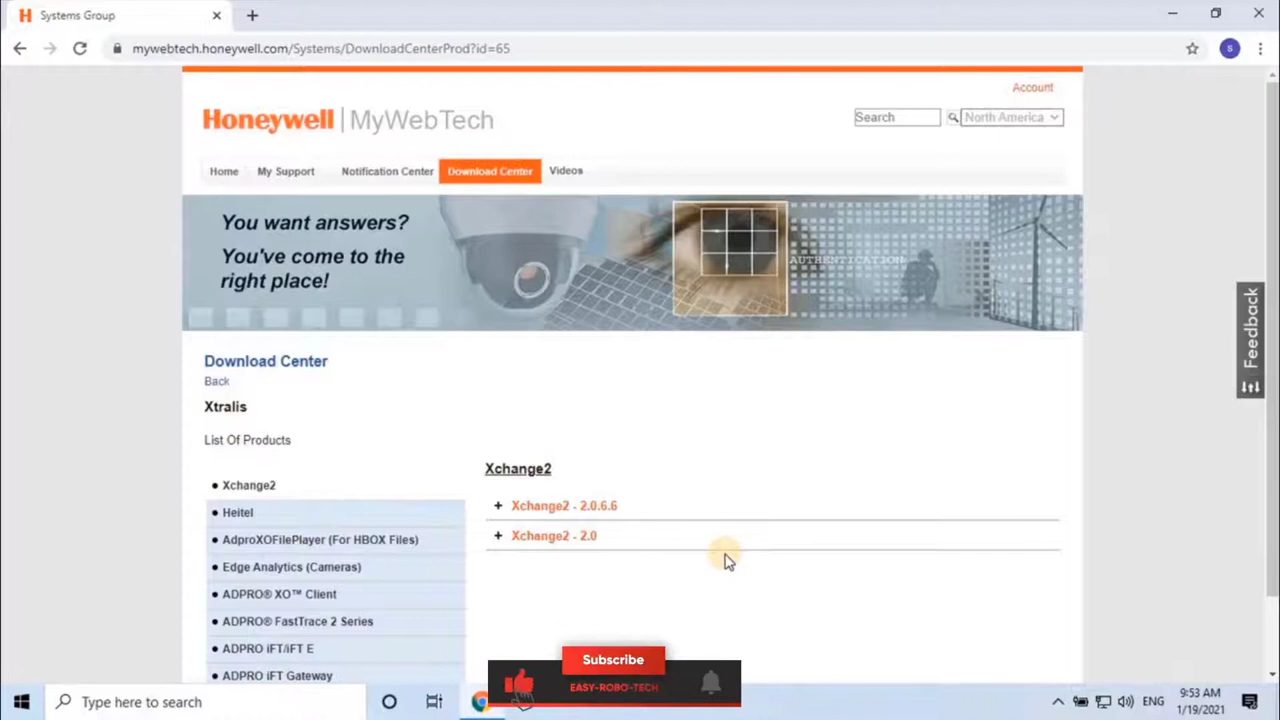 Systems Group
mywebtech.honeywell.com/Systems/DownloadCenterProd?id=65
S
Account
Honeywell | MyWebTech
Search
North America
Home
My Support
Notification Center
Download Center
Videos
You want answers?
You've come to the
right place!
AUTHENTICATION
Feedback
Download Center
Back
Xtralis
List Of Products
Xchange2
Heitel
AdproXOFilePlayer (For HBOX Files)
Edge Analytics (Cameras)
ADPRO® XO™ Client
ADPRO® FastTrace 2 Series
ADPRO iFT/iFT E
ADPRO iFT Gateway
Xchange2
+ Xchange2 - 2.0.6.6
+ Xchange2 - 2.0
Subscribe
EASY-ROBO-TECH
Type here to search
ENG
9:53 AM
1/19/2021